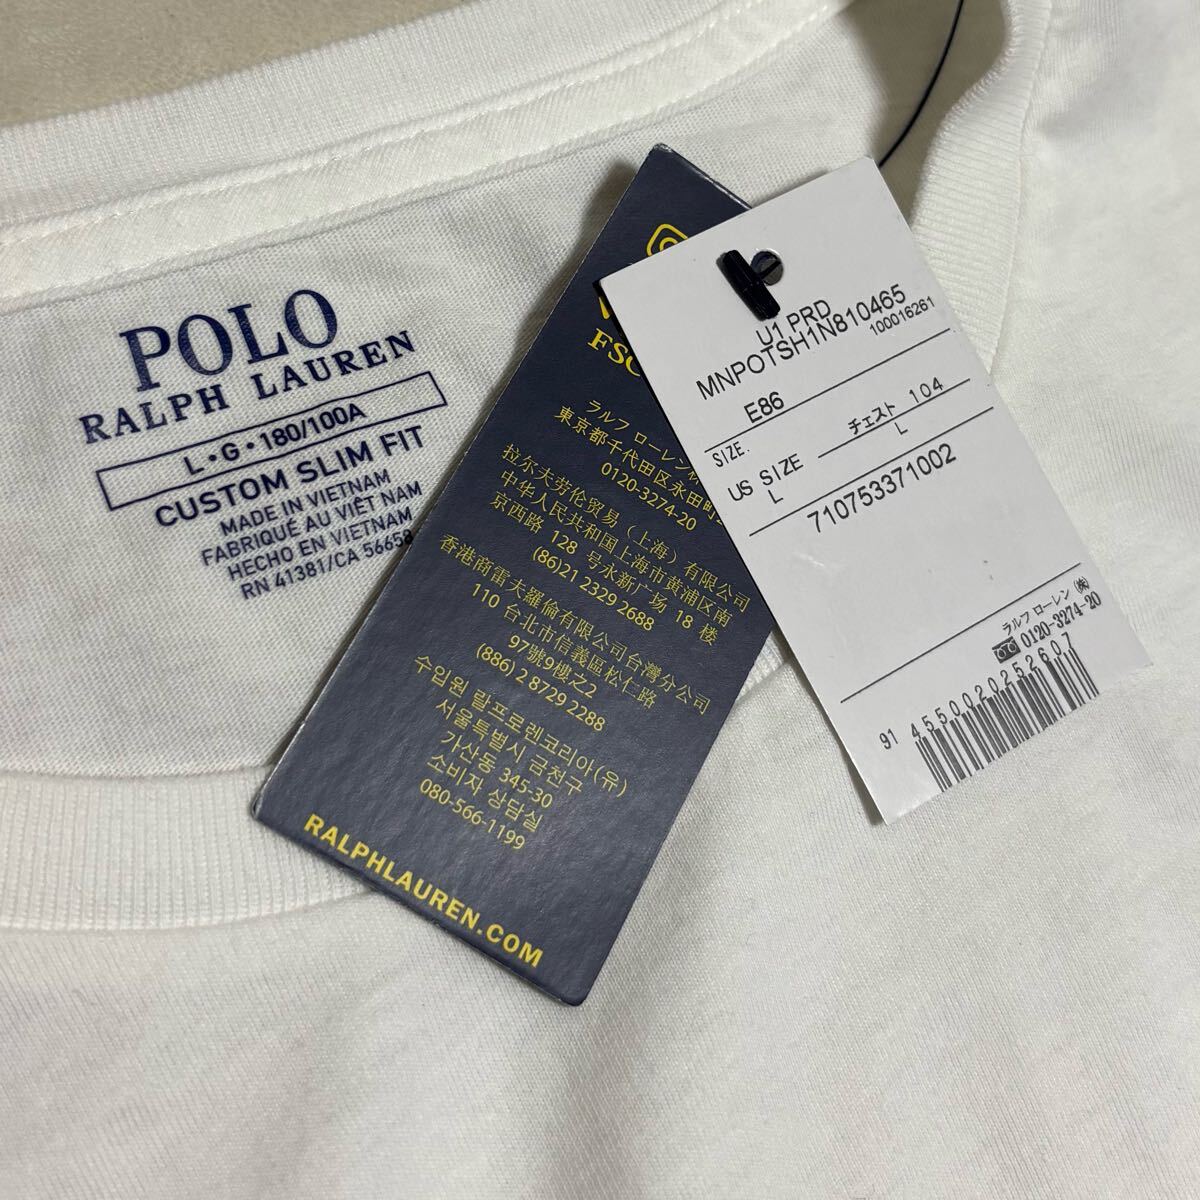 POLO
RALPH LAUREN
L•G•180/100A
CUSTOM SLIM FIT
MADE IN VIETNAM
FABRIQUÉ AU VIÊT NAM
HECHO EN VIETNAM
RN 41381/CA 56658
ラルフ ローレン
東京都千代田区永田町
0120-3274-20
拉尔夫劳伦贸易（上海）有限公司
中华人民共和国上海市黄浦区南
京西路 128 号永新广场 18 楼
(86)21 2329 2688
香港商雷夫羅倫有限公司台灣分公司
110 台北市信義區松仁路
97號9樓之2
(886) 2 8729 2288
수입원 랄프로렌코리아(유)
서울특별시 금천구
가산동 345-30
소비자 상담실
080-566-1199
RALPHLAUREN.COM
U1 PRD
MNPOTSH1N810465
100016261
E86
SIZE. チェスト 104
US SIZE L
L
710753371002
ラルフ ローレン (株)
0120-3274-20
91 45500020252607